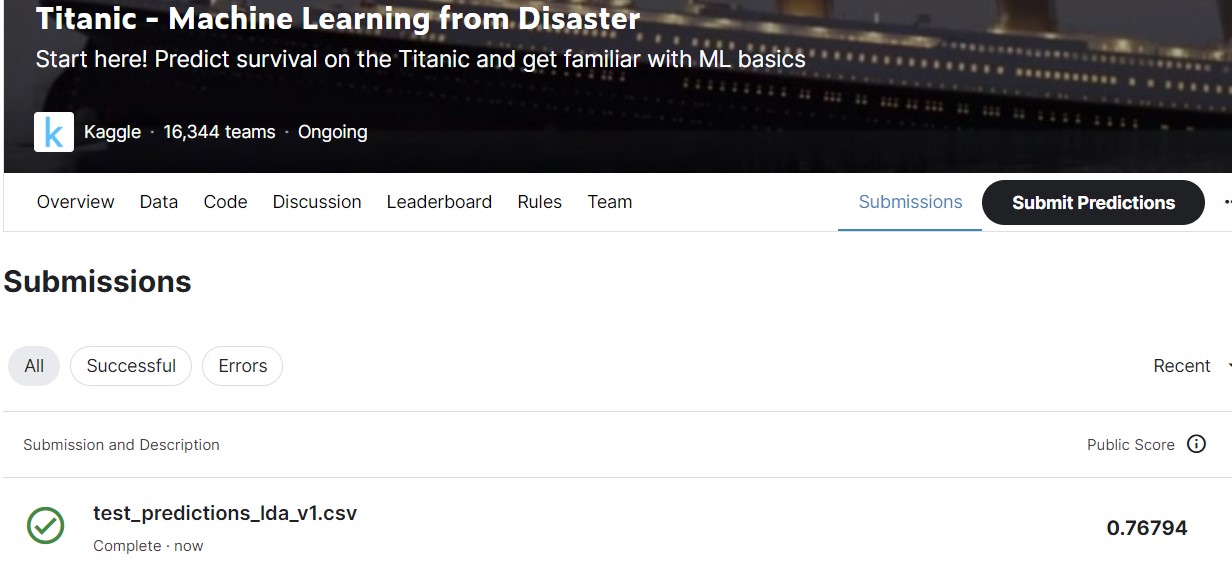 Titanic - Machine Learning from Disaster
Start here! Predict survival on the Titanic and get familiar with ML basics
k
Kaggle · 16,344 teams · Ongoing
Overview Data Code Discussion Leaderboard Rules Team Submissions Submit Predictions
Submissions
All Successful Errors Recent
Submission and Description Public Score
test_predictions_lda_v1.csv
0.76794
Complete · now